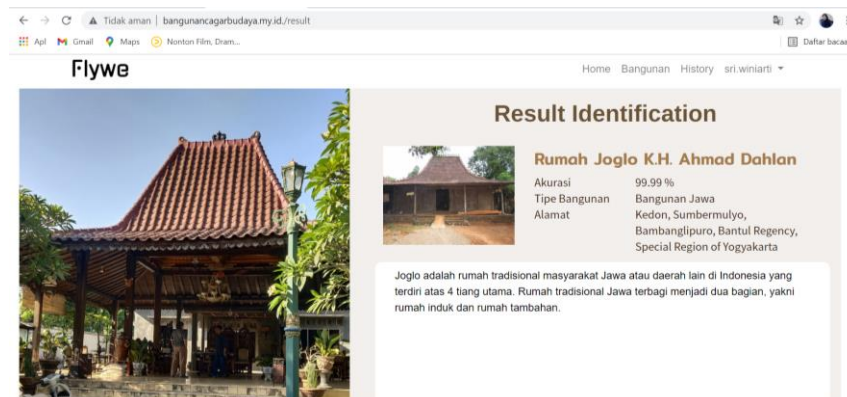 Tidak aman | bangunancagarbudaya.my.id./result
Apl Gmail Maps Nonton Film, Dram... Daftar bacaa
Flywe
Home Bangunan History sri.winiarti
Result Identification
Rumah Joglo K.H. Ahmad Dahlan
Akurasi 99.99 %
Tipe Bangunan Bangunan Jawa
Alamat Kedon, Sumbermulyo,
Bambanglipuro, Bantul Regency,
Special Region of Yogyakarta
Joglo adalah rumah tradisional masyarakat Jawa atau daerah lain di Indonesia yang
terdiri atas 4 tiang utama. Rumah tradisional Jawa terbagi menjadi dua bagian, yakni
rumah induk dan rumah tambahan.